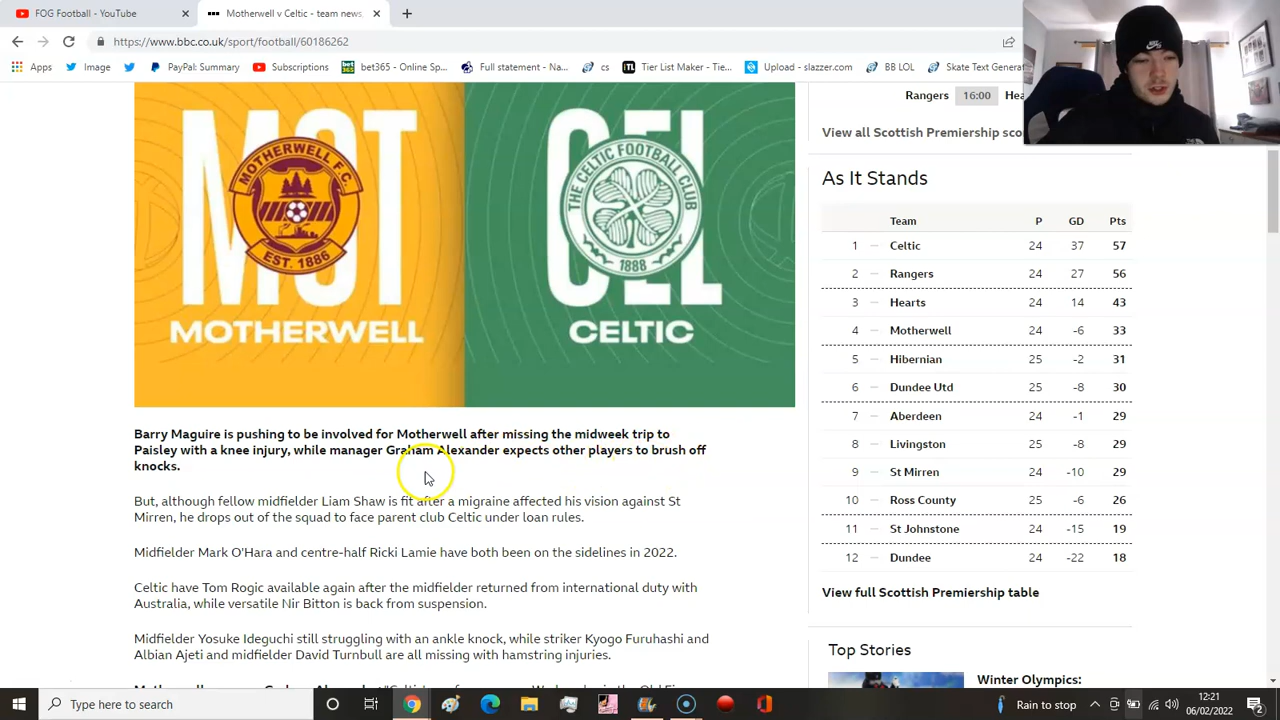 FOG Football - YouTube
Motherwell v Celtic - team news
https://www.bbc.co.uk/sport/football/60186262
Apps
Image
PayPal: Summary
Subscriptions
bet365 - Online Sp...
Full statement - Na...
cs
Tier List Maker - Tie...
Upload - slazzer.com
BB LOL
Skate Text Genera
MOT
MOTHERWELL F.C.
EST. 1886
MOTHERWELL
CEL
THE CELTIC FOOTBALL CLUB
1888
CELTIC
Barry Maguire is pushing to be involved for Motherwell after missing the midweek trip to
Paisley with a knee injury, while manager Graham Alexander expects other players to brush off
knocks.
But, although fellow midfielder Liam Shaw is fit after a migraine affected his vision against St
Mirren, he drops out of the squad to face parent club Celtic under loan rules.
Midfielder Mark O'Hara and centre-half Ricki Lamie have both been on the sidelines in 2022.
Celtic have Tom Rogic available again after the midfielder returned from international duty with
Australia, while versatile Nir Bitton is back from suspension.
Midfielder Yosuke Ideguchi still struggling with an ankle knock, while striker Kyogo Furuhashi and
Albian Ajeti and midfielder David Turnbull are all missing with hamstring injuries.
Rangers 16:00 Hea
View all Scottish Premiership sco
As It Stands
Team P GD Pts
1 Celtic 24 37 57
2 Rangers 24 27 56
3 Hearts 24 14 43
4 Motherwell 24 -6 33
5 Hibernian 25 -2 31
6 Dundee Utd 25 -8 30
7 Aberdeen 24 -1 29
8 Livingston 25 -8 29
9 St Mirren 24 -10 29
10 Ross County 25 -6 26
11 St Johnstone 24 -15 19
12 Dundee 24 -22 18
View full Scottish Premiership table
Top Stories
Winter Olympics:
Type here to search
Rain to stop
12:21
06/02/2022
2